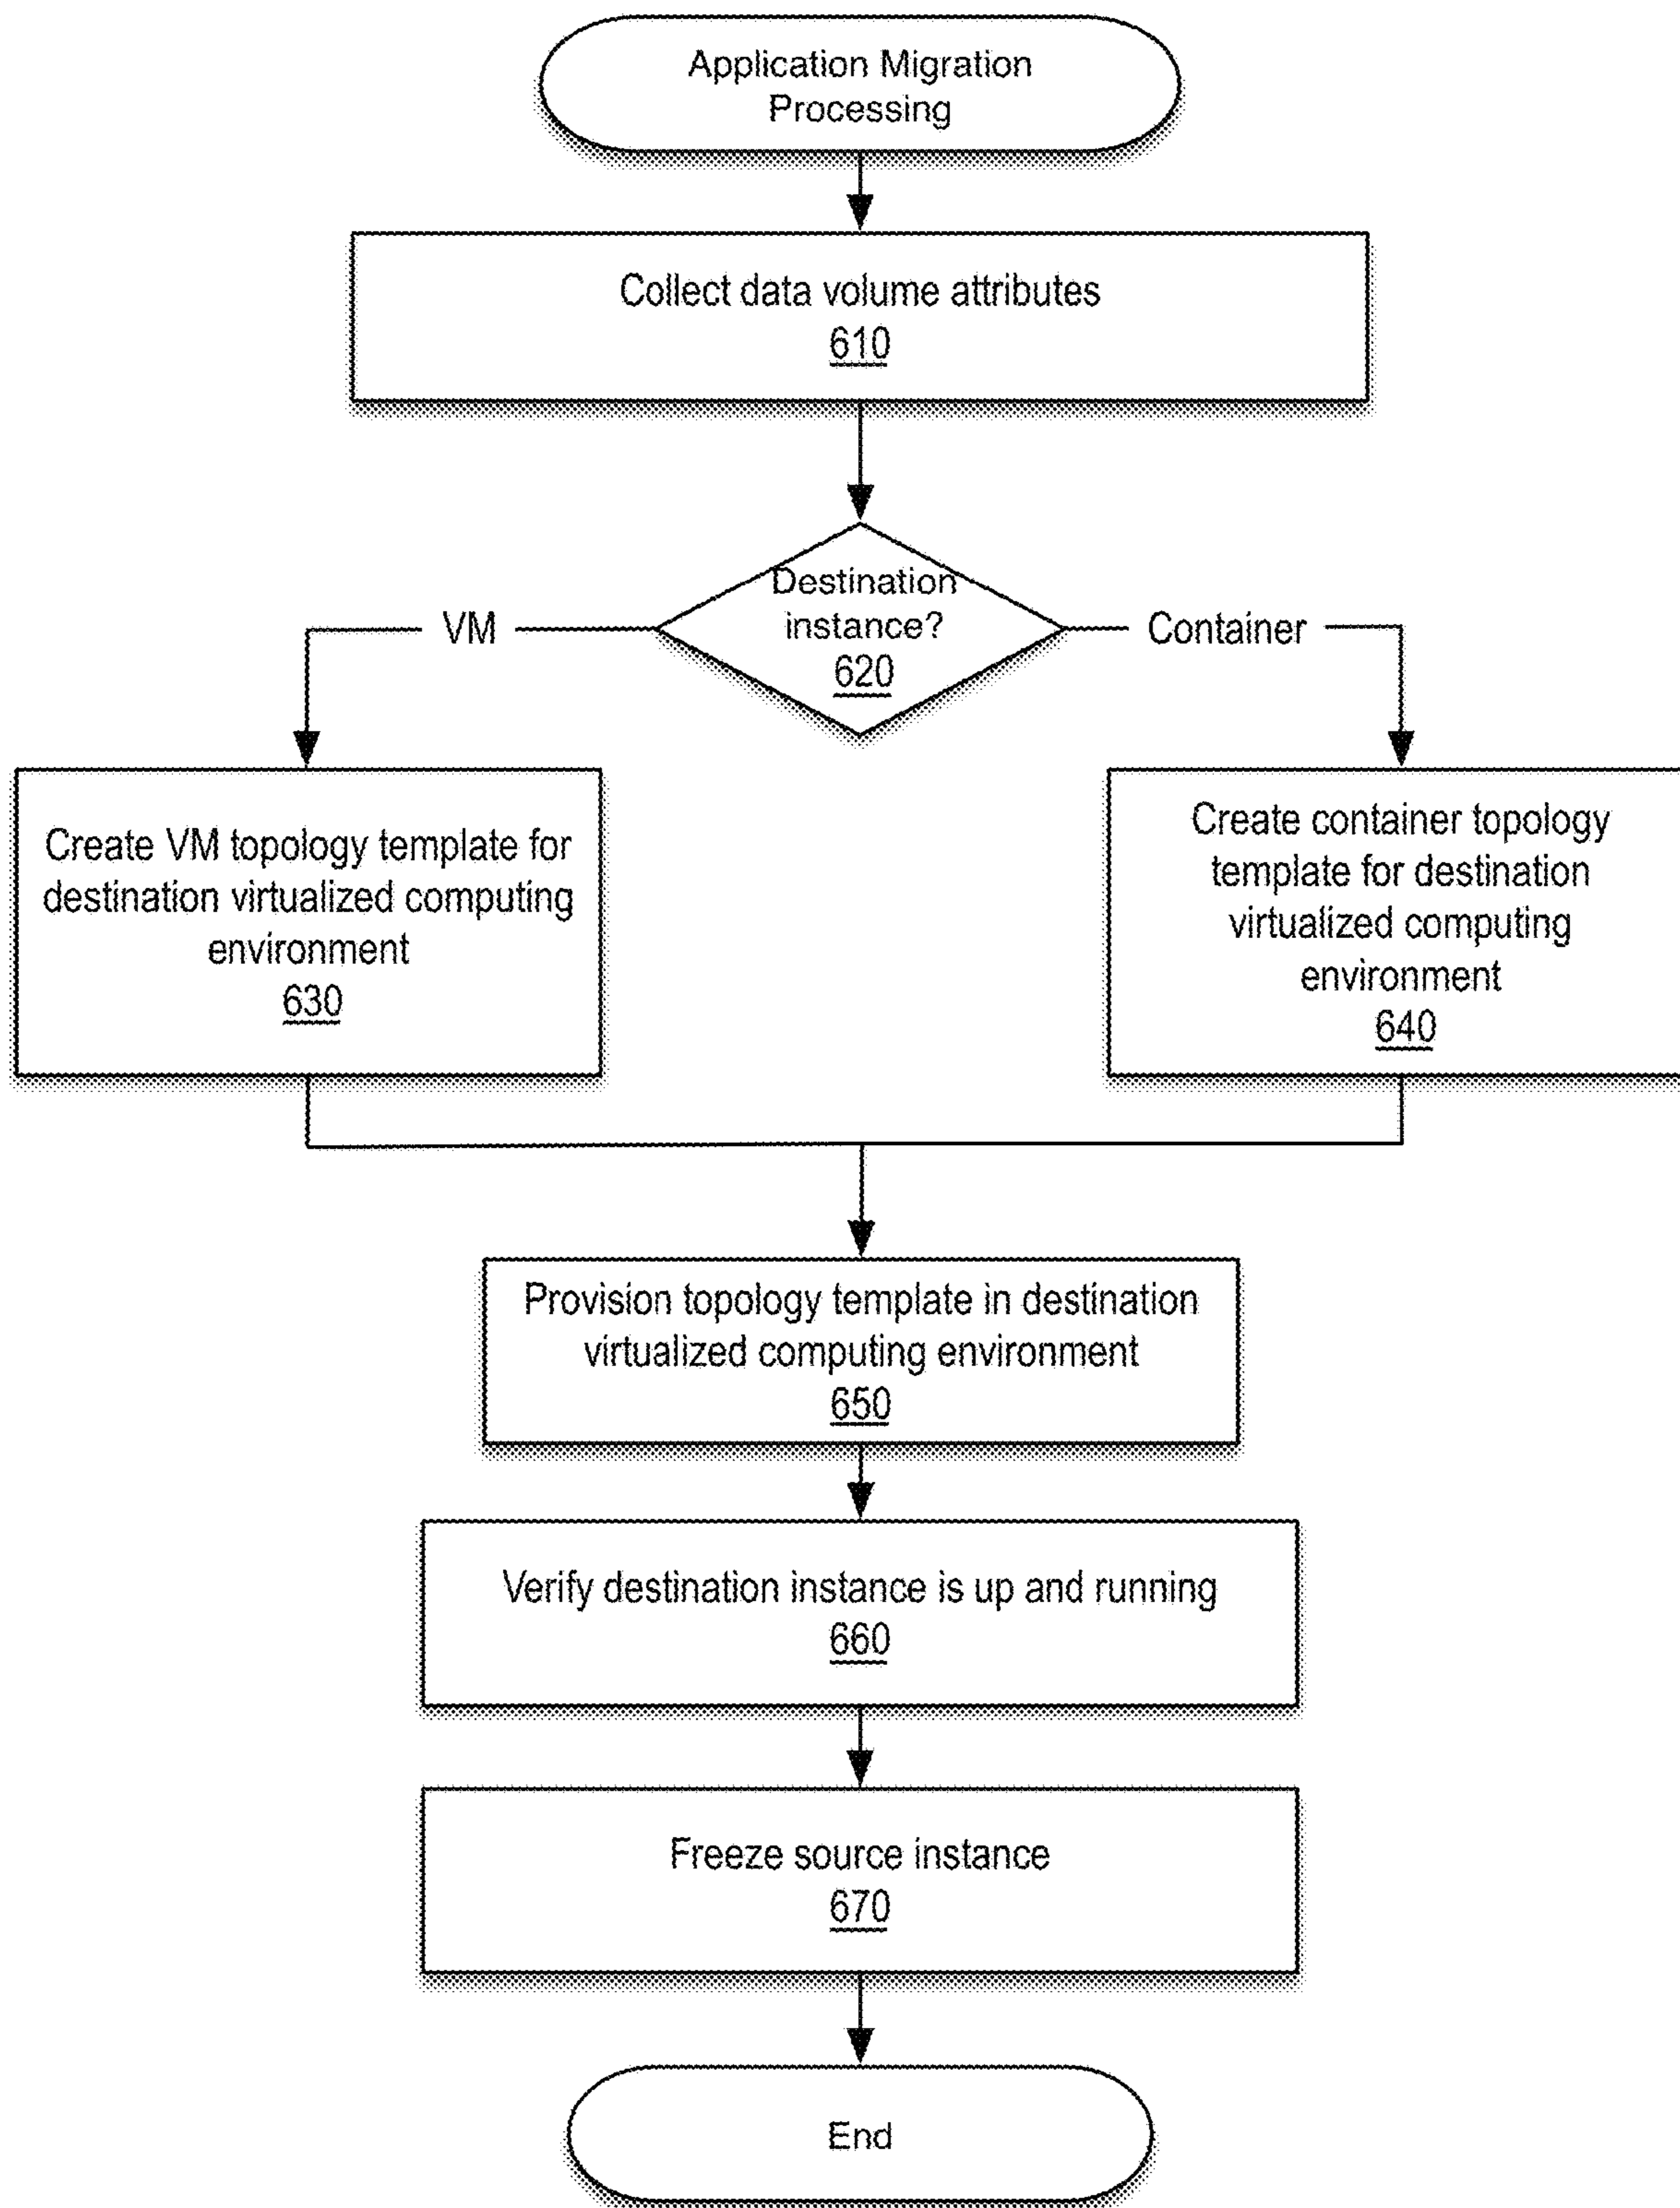 Application Migration
Processing
Collect data volume attributes
610
Destination
instance?
620
VM
Container
Create VM topology template for
destination virtualized computing
environment
630
Create container topology
template for destination
virtualized computing
environment
640
Provision topology template in destination
virtualized computing environment
650
Verify destination instance is up and running
660
Freeze source instance
670
End